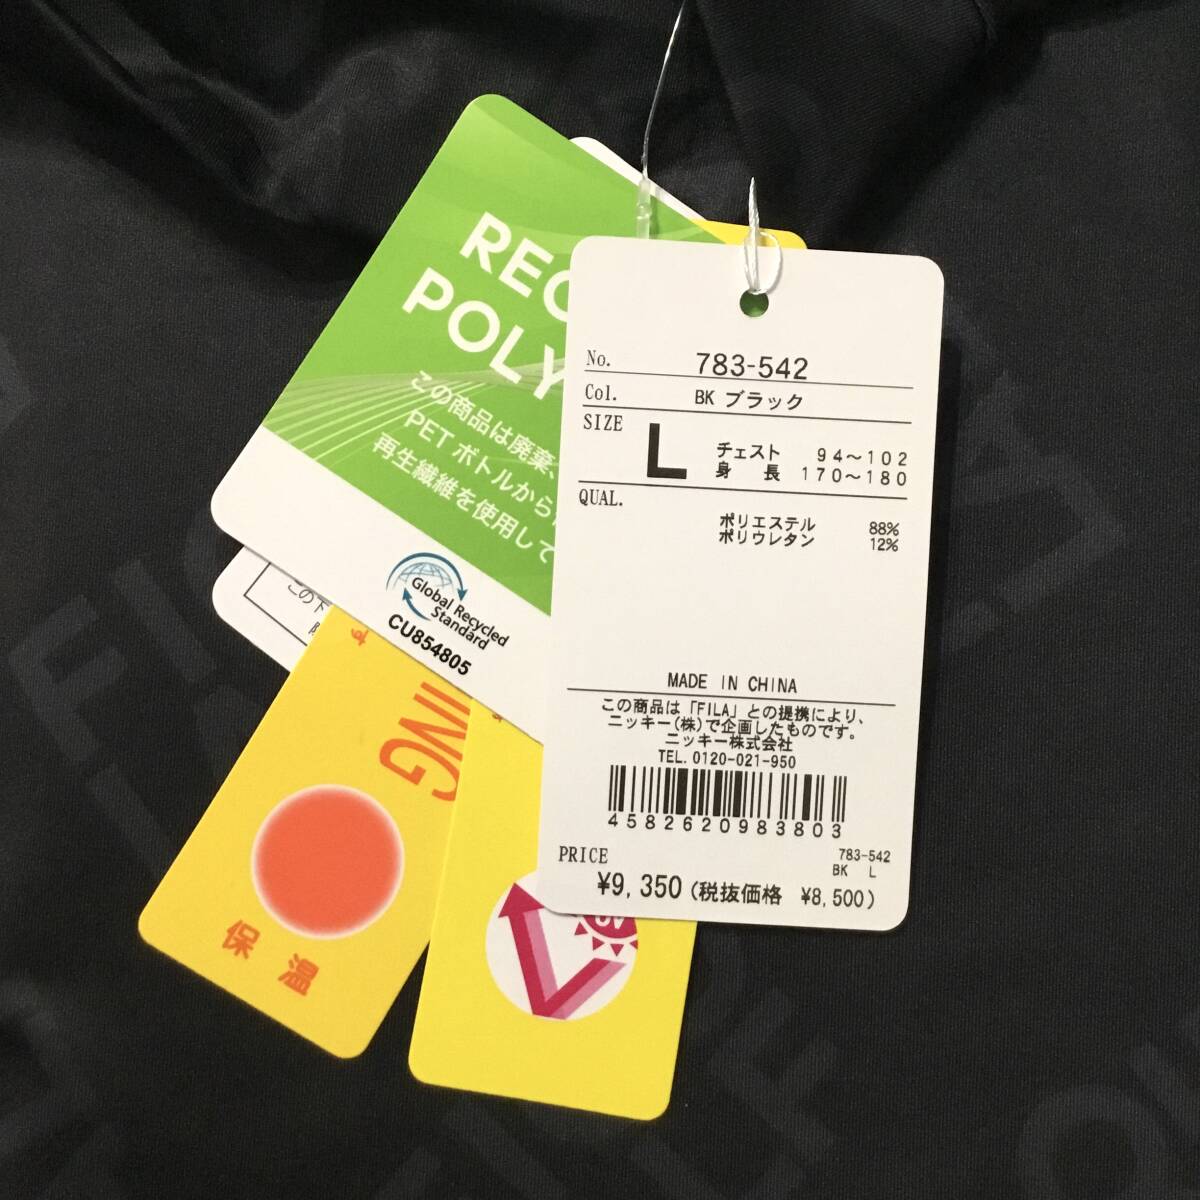 POLY
この商品は廃棄、
PETボトルから
再生繊維を使用して
Global Recycled
Standard
CU854805
この下
す
保温
UV
No. 783-542
Col. BK ブラック
SIZE L チェスト 94～102
身長 170～180
QUAL.
ポリエステル 88%
ポリウレタン 12%
MADE IN CHINA
この商品は「FILA」との提携により、
ニッキー(株)で企画したものです。
ニッキー株式会社
TEL. 0120-021-950
4582620983803
PRICE
783-542
BK L
¥9,350(税抜価格 ¥8,500)